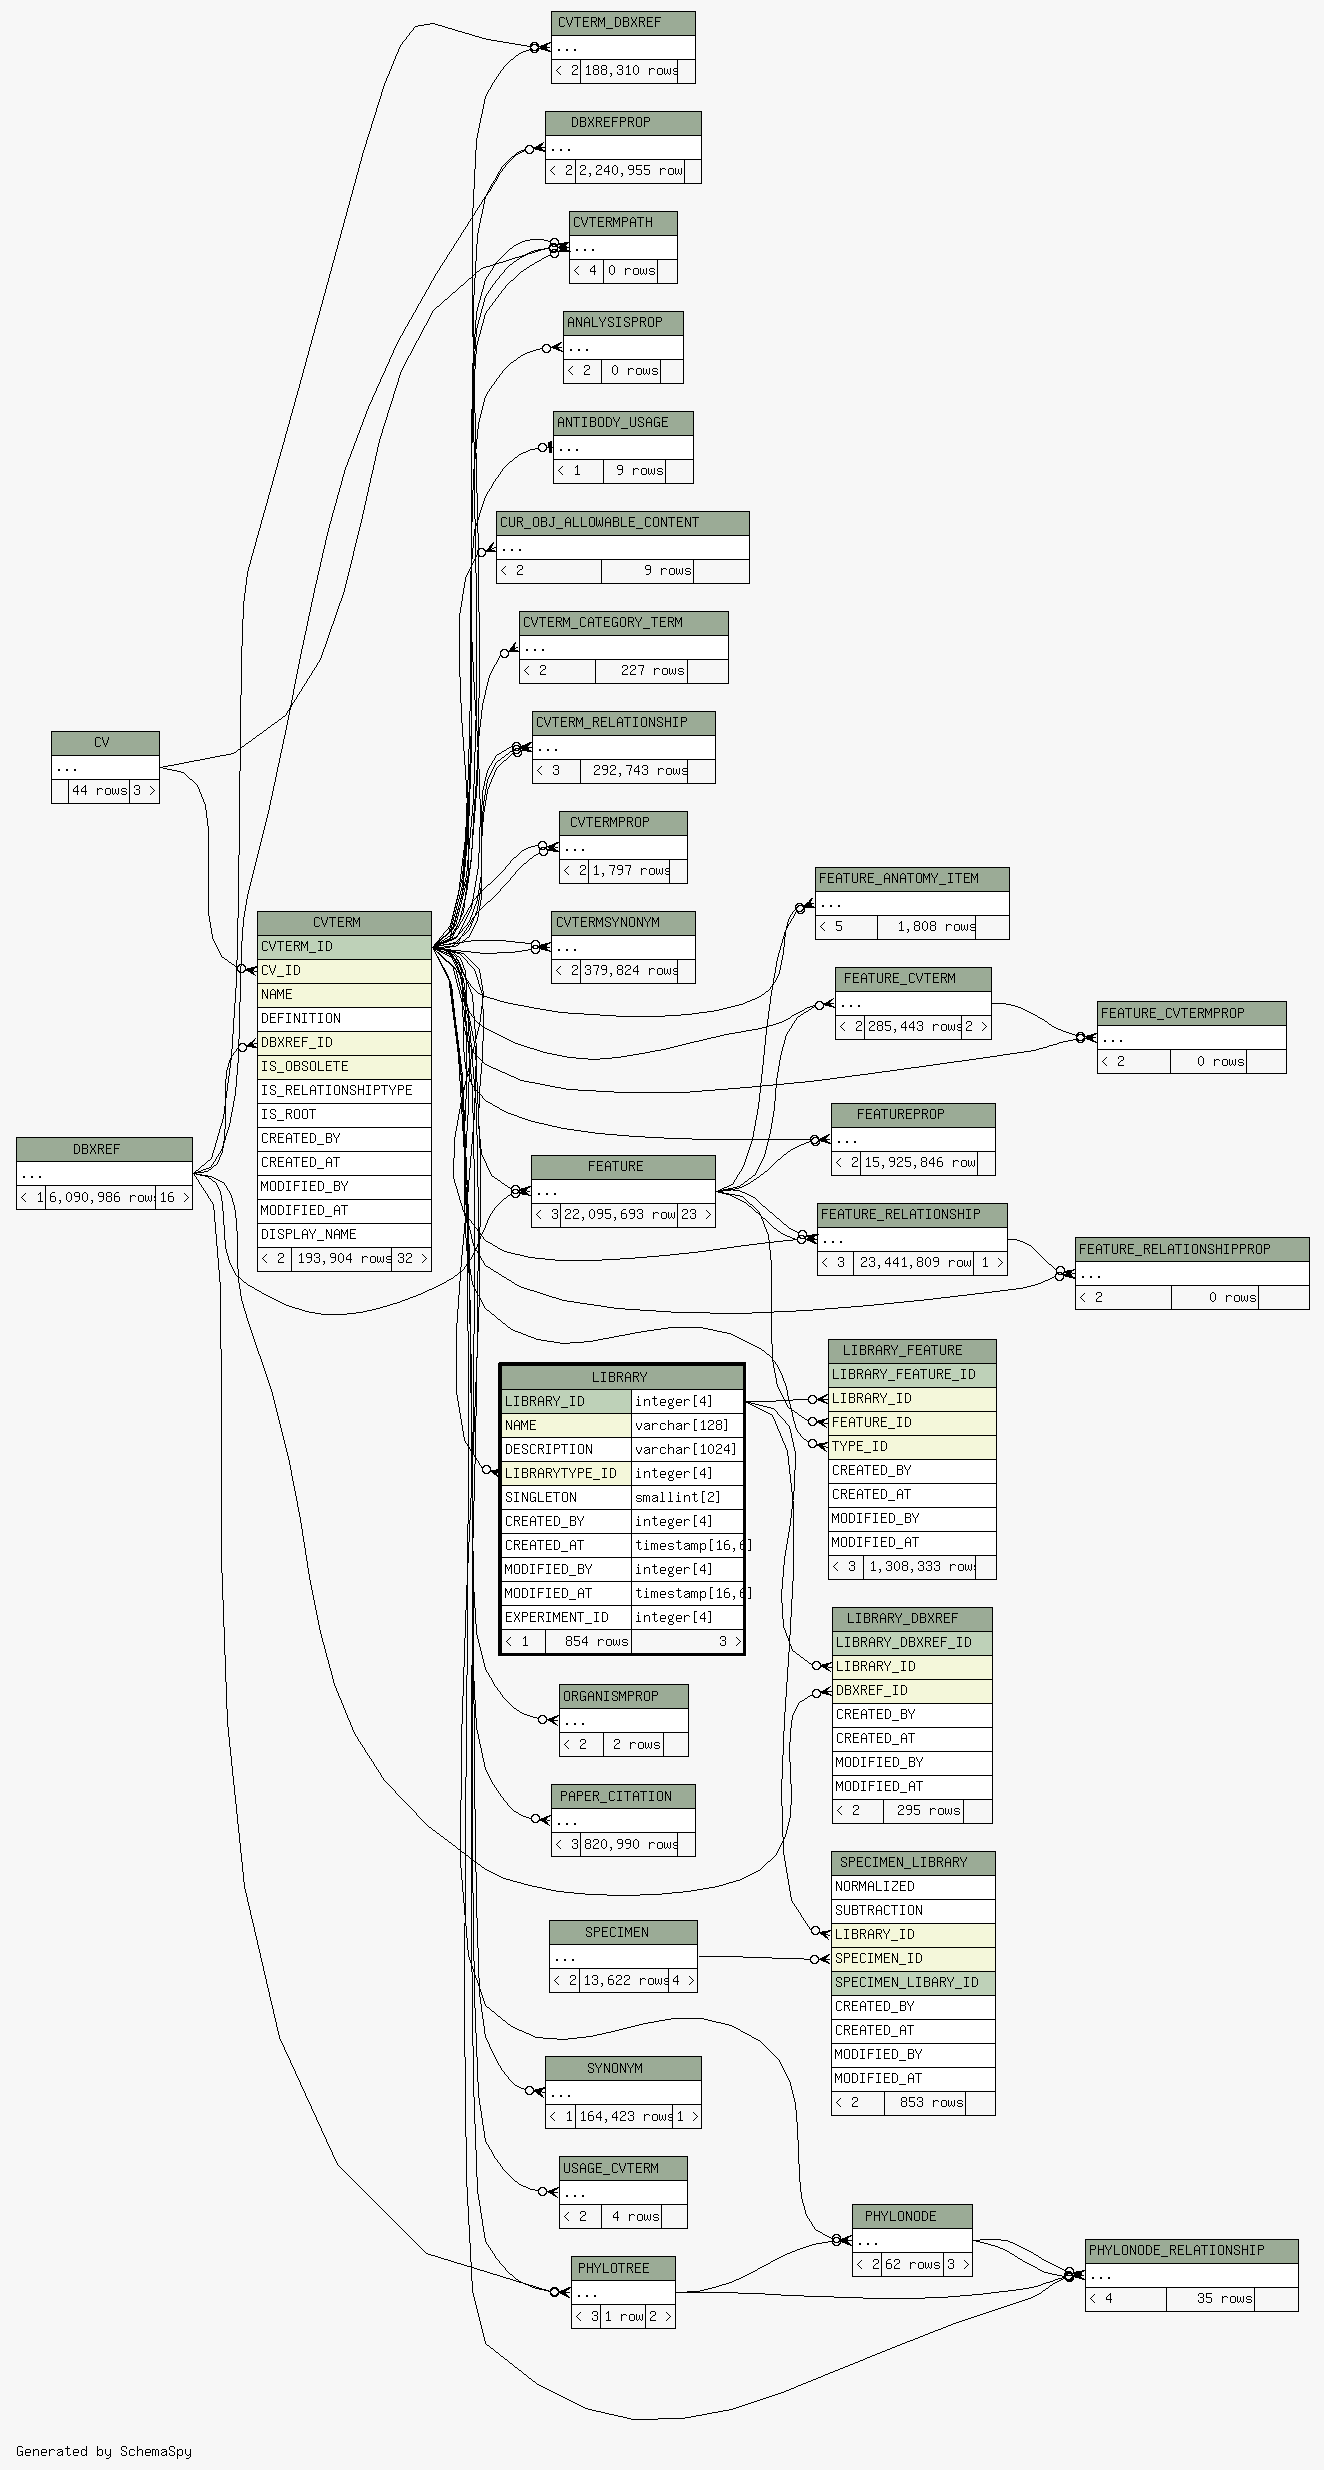 CVTERM_DBXREF
...
< 2 188,310 rows
DBXREFPROP
...
< 2 2,240,955 row
CVTERMPATH
...
< 4 0 rows
ANALYSISPROP
...
< 2 0 rows
ANTIBODY_USAGE
...
< 1 9 rows
CUR_OBJ_ALLOWABLE_CONTENT
...
< 2 9 rows
CVTERM_CATEGORY_TERM
...
< 2 227 rows
CVTERM_RELATIONSHIP
...
< 3 292,743 rows
CV
...
44 rows 3 >
CVTERMPROP
...
< 2 1,797 rows
CVTERMSYNONYM
...
< 2 379,824 rows
CVTERM
CVTERM_ID
CV_ID
NAME
DEFINITION
DBXREF_ID
IS_OBSOLETE
IS_RELATIONSHIPTYPE
IS_ROOT
CREATED_BY
CREATED_AT
MODIFIED_BY
MODIFIED_AT
DISPLAY_NAME
< 2 193,904 rows 32 >
DBXREF
...
< 1 6,090,986 rows 16 >
FEATURE_ANATOMY_ITEM
...
< 5 1,808 rows
FEATURE_CVTERM
...
< 2 285,443 rows 2 >
FEATURE_CVTERMPROP
...
< 2 0 rows
FEATUREPROP
...
< 2 15,925,846 row
FEATURE
...
< 3 22,095,693 row 23 >
FEATURE_RELATIONSHIP
...
< 3 23,441,809 row 1 >
FEATURE_RELATIONSHIPPROP
...
< 2 0 rows
LIBRARY
LIBRARY_ID integer[4]
NAME varchar[128]
DESCRIPTION varchar[1024]
LIBRARYTYPE_ID integer[4]
SINGLETON smallint[2]
CREATED_BY integer[4]
CREATED_AT timestamp[16,6]
MODIFIED_BY integer[4]
MODIFIED_AT timestamp[16,6]
EXPERIMENT_ID integer[4]
< 1 854 rows 3 >
LIBRARY_FEATURE
LIBRARY_FEATURE_ID
LIBRARY_ID
FEATURE_ID
TYPE_ID
CREATED_BY
CREATED_AT
MODIFIED_BY
MODIFIED_AT
< 3 1,308,333 rows
LIBRARY_DBXREF
LIBRARY_DBXREF_ID
LIBRARY_ID
DBXREF_ID
CREATED_BY
CREATED_AT
MODIFIED_BY
MODIFIED_AT
< 2 295 rows
ORGANISMPROP
...
< 2 2 rows
PAPER_CITATION
...
< 3 820,990 rows
SPECIMEN
...
< 2 13,622 rows 4 >
SPECIMEN_LIBRARY
NORMALIZED
SUBTRACTION
LIBRARY_ID
SPECIMEN_ID
SPECIMEN_LIBARY_ID
CREATED_BY
CREATED_AT
MODIFIED_BY
MODIFIED_AT
< 2 853 rows
SYNONYM
...
< 1 164,423 rows 1 >
USAGE_CVTERM
...
< 2 4 rows
PHYLOTREE
...
< 3 1 row 2 >
PHYLONODE
...
< 2 62 rows 3 >
PHYLONODE_RELATIONSHIP
...
< 4 35 rows
Generated by SchemaSpy